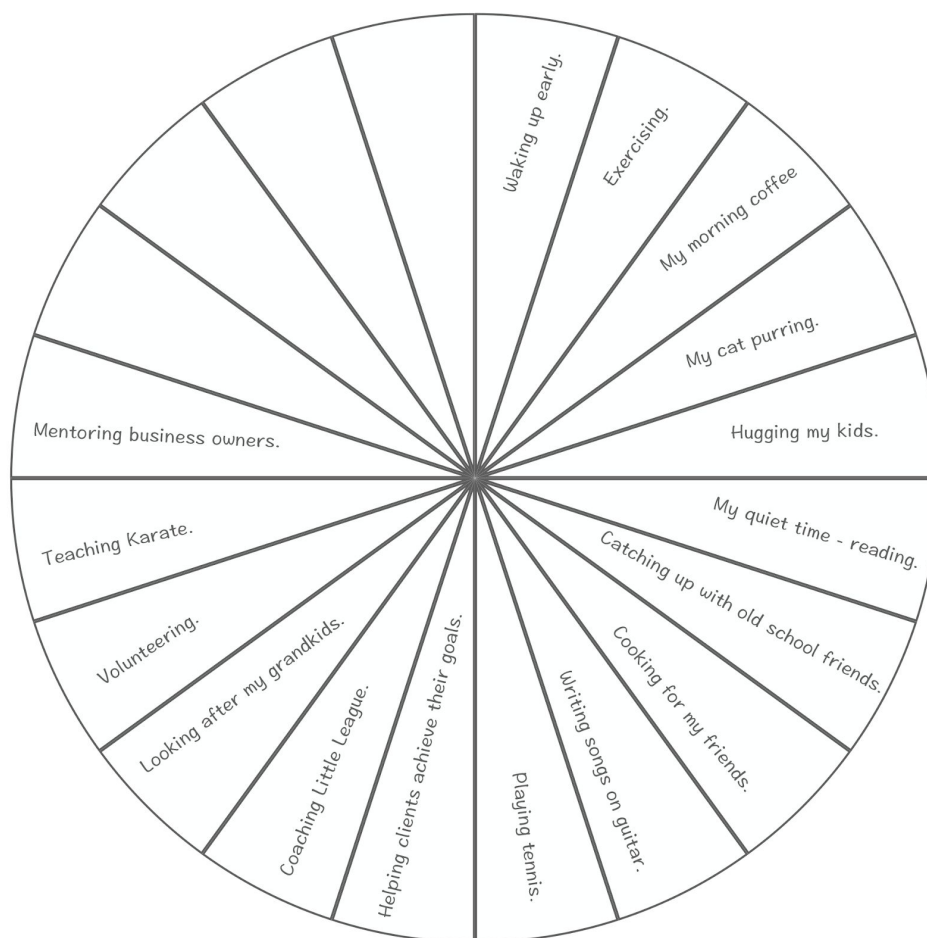 Waking up early.
Exercising.
My morning coffee
My cat purring.
Hugging my kids.
My quiet time - reading.
Catching up with old school friends.
Cooking for my friends.
Writing songs on guitar.
Playing tennis.
Helping clients achieve their goals.
Coaching Little League.
Looking after my grandkids.
Volunteering.
Teaching Karate.
Mentoring business owners.